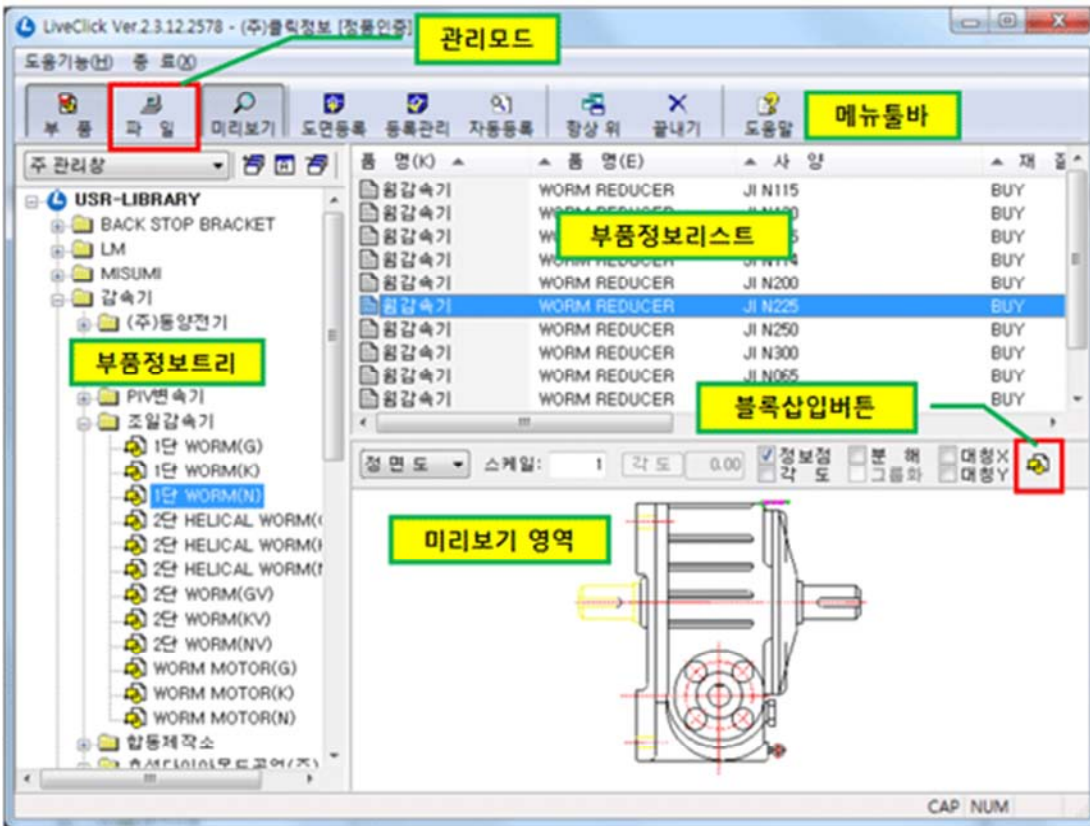 LiveClick Ver.2.3.12.2578 - (주)클릭정보 [정품인증]
관리모드
도움기능(H) 종 료(X)
부 품 파 일 미리보기 도면등록 등록관리 자동등록 항상 위 끝내기 도움말
메뉴툴바
주 관리창
품 명(K) 품 명(E) 사 양 재 질
USR-LIBRARY
BACK STOP BRACKET
LM
MISUMI
감속기
(주)동양전기
부품정보트리
PIV변속기
조일감속기
1단 WORM(G)
1단 WORM(K)
1단 WORM(N)
2단 HELICAL WORM(
2단 HELICAL WORM(
2단 HELICAL WORM(
2단 WORM(GV)
2단 WORM(KV)
2단 WORM(NV)
WORM MOTOR(G)
WORM MOTOR(K)
WORM MOTOR(N)
합동제작소
웜감속기 WORM REDUCER JI N115 BUY
웜감속기 BUY
부품정보리스트
웜감속기 BUY
웜감속기 WORM REDUCER BUY
웜감속기 WORM REDUCER JI N200 BUY
웜감속기 WORM REDUCER JI N225 BUY
웜감속기 WORM REDUCER JI N250 BUY
웜감속기 WORM REDUCER JI N300 BUY
웜감속기 WORM REDUCER JI N065 BUY
웜감속기 WORM REDUCER BUY
블록삽입버튼
정면도 스케일: 1 각 도 0.00 정보점 분 해 대칭X
각 도 그룹화 대칭Y
미리보기 영역
CAP NUM